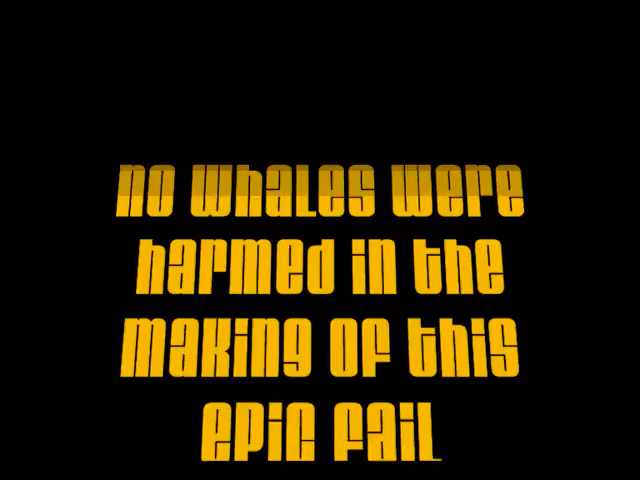 no whales were
harmed in the
making of this
epic fail